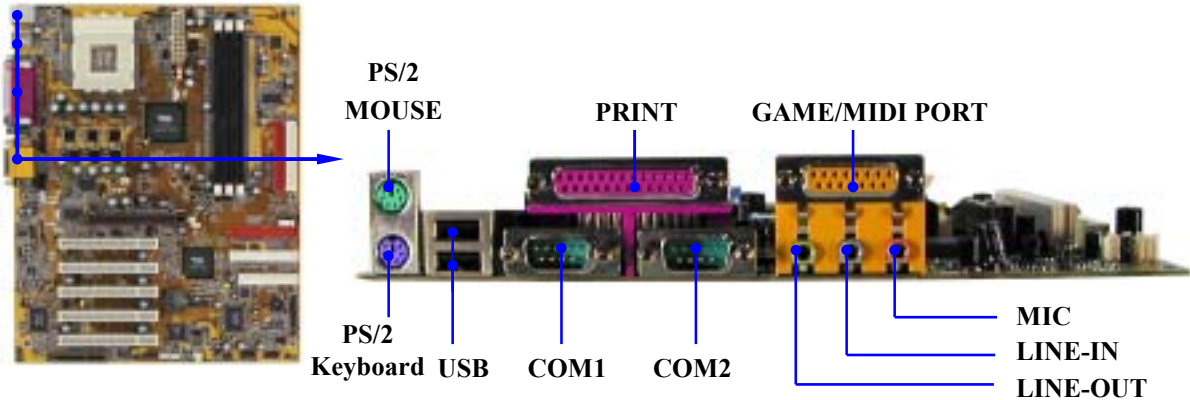 PS/2
MOUSE
PRINT
GAME/MIDI PORT
PS/2
Keyboard
USB
COM1
COM2
MIC
LINE-IN
LINE-OUT